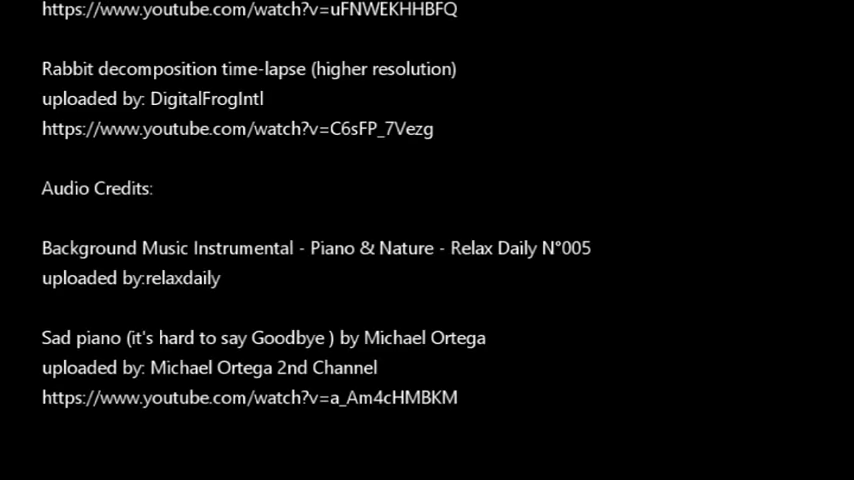 https://www.youtube.com/watch?v=uFNWEKHHBFQ
Rabbit decomposition time-lapse (higher resolution)
uploaded by: DigitalFrogIntl
https://www.youtube.com/watch?v=C6sFP_7Vezg
Audio Credits:
Background Music Instrumental - Piano & Nature - Relax Daily N°005
uploaded by:relaxdaily
Sad piano (it's hard to say Goodbye ) by Michael Ortega
uploaded by: Michael Ortega 2nd Channel
https://www.youtube.com/watch?v=a_Am4cHMBKM